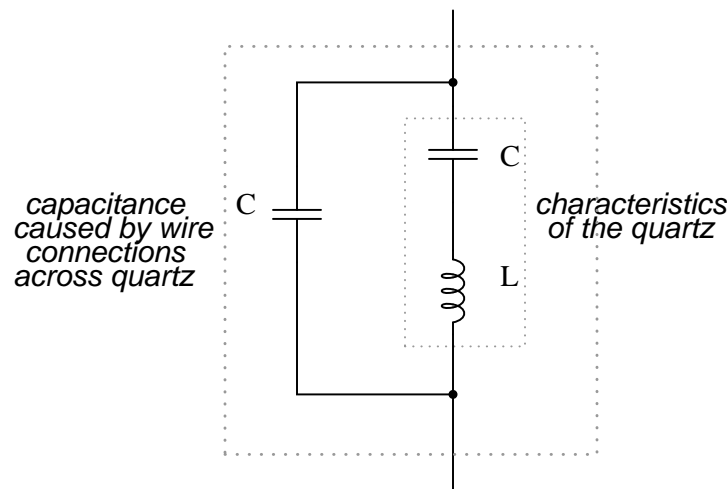 C
capacitance
caused by wire
connections
across quartz
C
characteristics
of the quartz
L